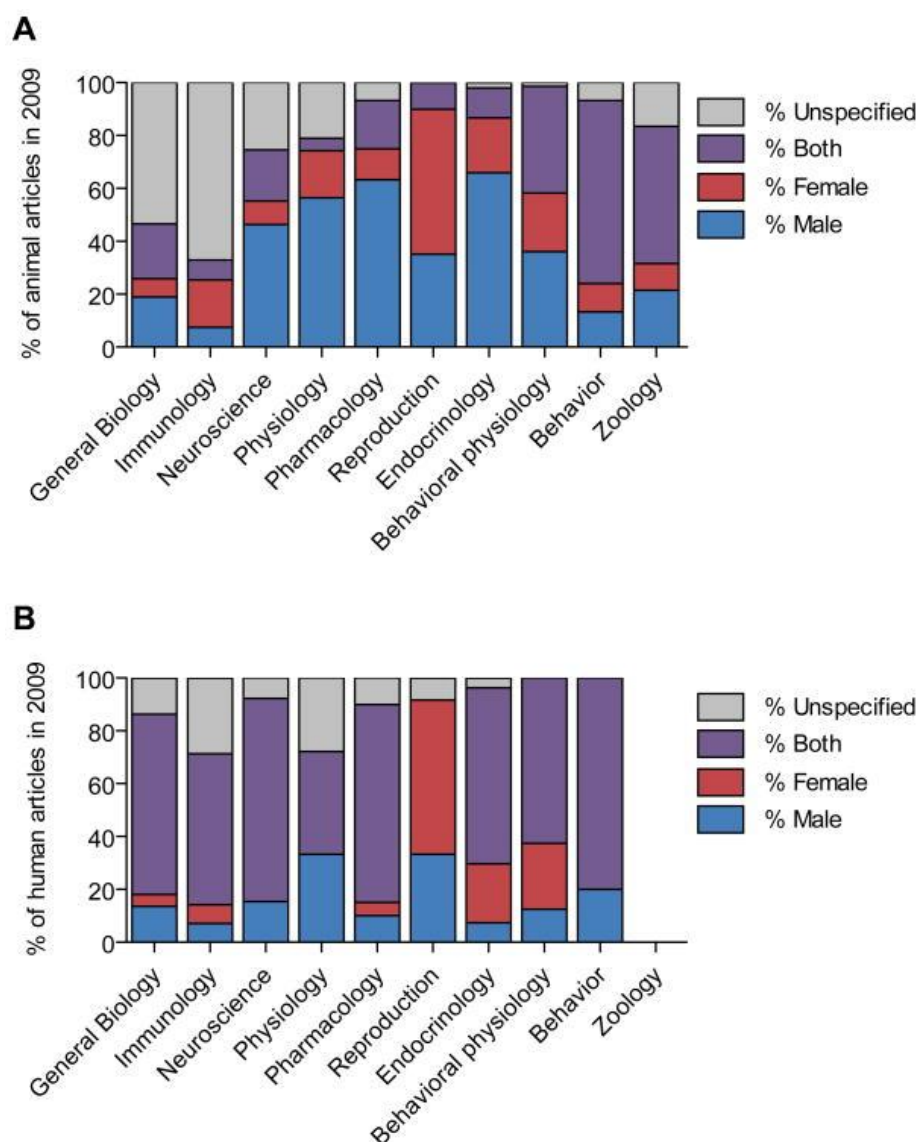 A
% of animal articles in 2009
100
80
60
40
20
0
General Biology
Immunology
Neuroscience
Physiology
Pharmacology
Reproduction
Endocrinology
Behavioral physiology
Behavior
Zoology
% Unspecified
% Both
% Female
% Male
B
% of human articles in 2009
100
80
60
40
20
0
General Biology
Immunology
Neuroscience
Physiology
Pharmacology
Reproduction
Endocrinology
Behavioral physiology
Behavior
Zoology
% Unspecified
% Both
% Female
% Male